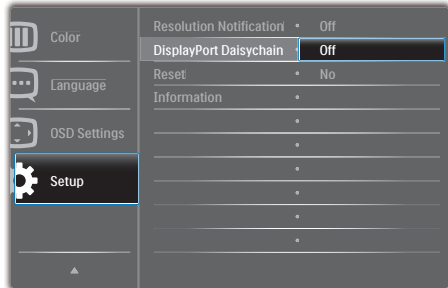 Color
Language
OSD Settings
Setup
Resolution Notification • Off
DisplayPort Daisychain • Off
Reset • No
Information •